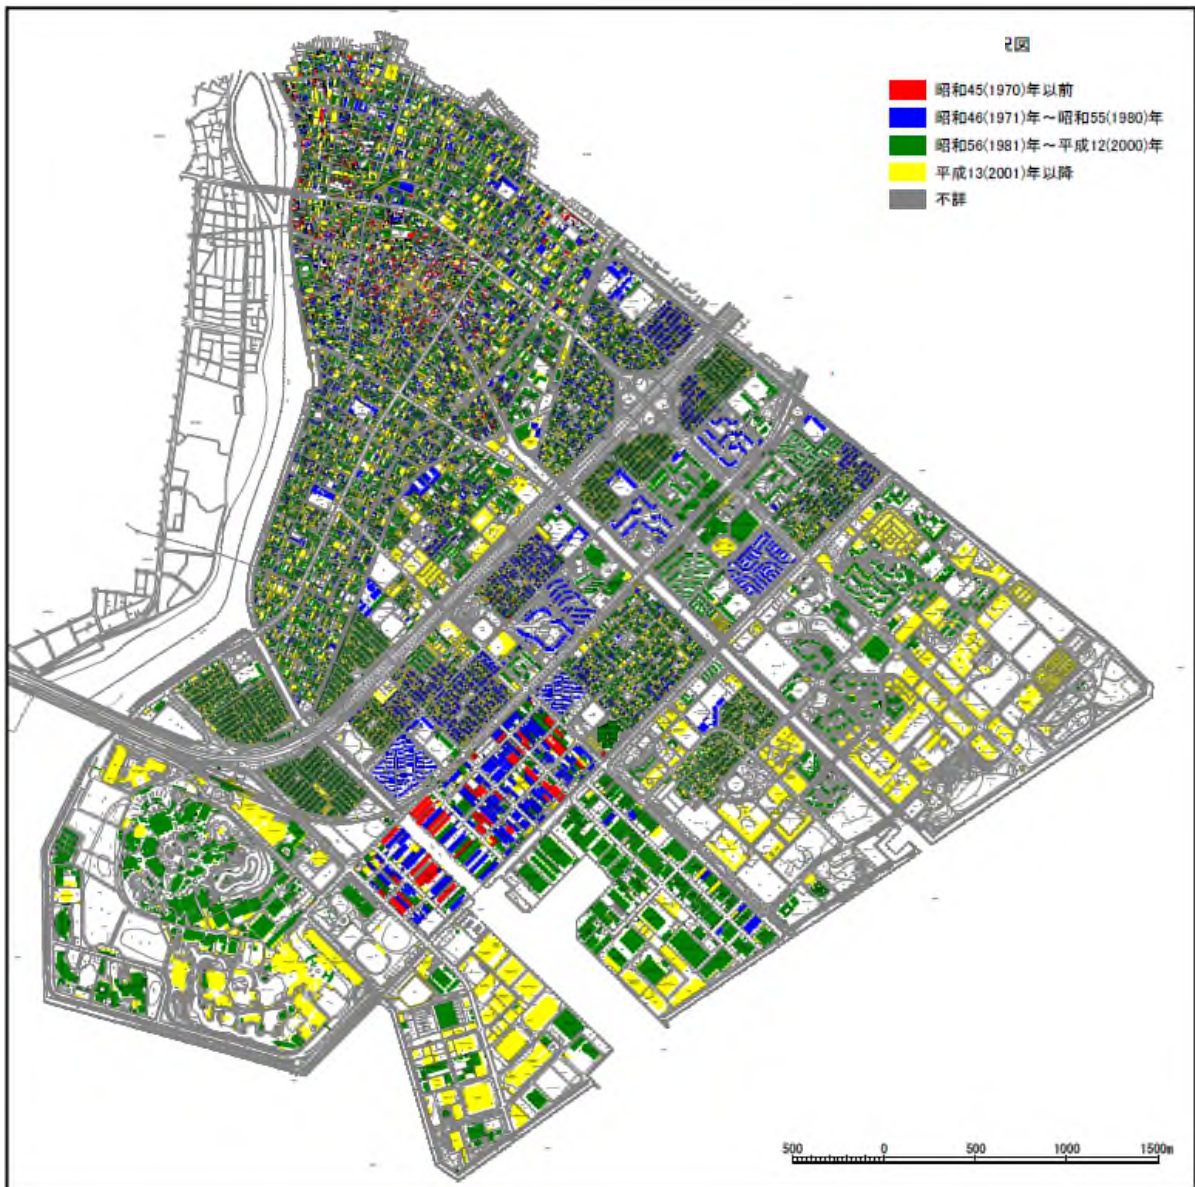 況図
昭和45(1970)年以前
昭和46(1971)年～昭和55(1980)年
昭和56(1981)年～平成12(2000)年
平成13(2001)年以降
不詳
500 0 500 1000 1500m